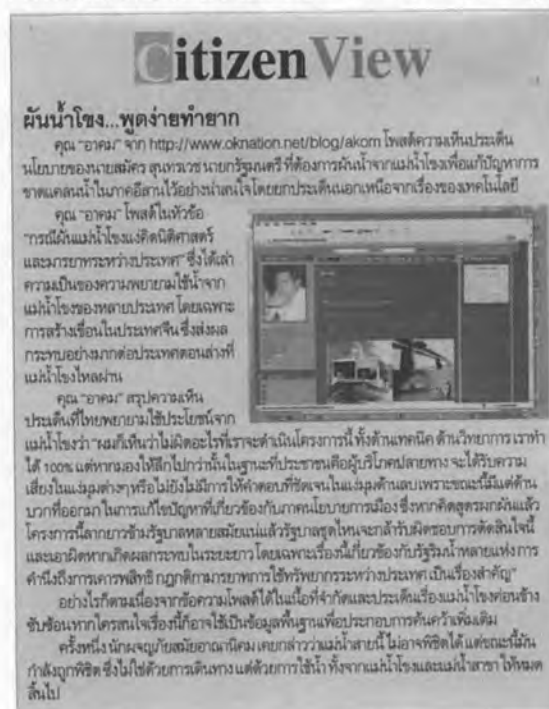 Citizen View
ผันน้ำโขง...พูดง่ายทำยาก
คุณ "อาคม" จาก http://www.oknation.net/blog/akom โพสต์ความเห็นประเด็น
นโยบายของนายสมัคร สุนทรเวช นายกรัฐมนตรี ที่ต้องการผันน้ำจากแม่น้ำโขงเพื่อแก้ปัญหาการ
ขาดแคลนน้ำในภาคอีสานไว้อย่างน่าสนใจ โดยยกประเด็นนอกเหนือจากเรื่องของเทคโนโลยี
คุณ "อาคม" โพสต์ในหัวข้อ
"กรณีผันแม่น้ำโขงแง่คิดนิติศาสตร์
และมารยาทระหว่างประเทศ" ซึ่งได้เล่า
ความเป็นของความพยายามใช้น้ำจาก
แม่น้ำโขงของหลายประเทศ โดยเฉพาะ
การสร้างเขื่อนในประเทศจีน ซึ่งส่งผล
กระทบอย่างมากต่อประเทศตอนล่างที่
แม่น้ำโขงไหลผ่าน
คุณ "อาคม" สรุปความเห็น
ประเด็นที่ไทยพยายามใช้ประโยชน์จาก
แม่น้ำโขงว่า "ผมก็เห็นว่าไม่ผิดอะไรที่เราจะดำเนินโครงการนี้ ทั้งด้านเทคนิค ด้านวิทยาการ เราทำ
ได้ 100% แต่หากมองให้ลึกไปกว่านั้นในฐานะที่ประชาชนคือผู้บริโภคปลายทาง จะได้รับความ
เสี่ยงในแง่มุมต่างๆ หรือไม่ยังไม่มีการให้คำตอบที่ชัดเจนในแง่มุมด้านลบ เพราะขณะนี้มีแต่ด้าน
บวกที่ออกมา ในการแก้ไขปัญหาที่เกี่ยวข้องกับภาคนโยบายการเมือง ซึ่งหากคิดสูตรผกผันแล้ว
โครงการนี้ลากยาวข้ามรัฐบาลหลายสมัยแน่แล้วรัฐบาลชุดไหนจะกล้ารับผิดชอบการตัดสินใจนี้
และเอาผิดหากเกิดผลกระทบในระยะยาว โดยเฉพาะเรื่องนี้เกี่ยวข้องกับรัฐริมน้ำหลายแห่ง การ
คำนึงถึงการเคารพสิทธิ กฎกติกามารยาทการใช้ทรัพยากรระหว่างประเทศ เป็นเรื่องสำคัญ"
อย่างไรก็ตามเนื่องจากข้อความโพสต์ได้ในเนื้อที่จำกัดและประเด็นเรื่องแม่น้ำโขงค่อนข้าง
ซับซ้อนหากใครสนใจเรื่องนี้ก็อาจใช้เป็นข้อมูลพื้นฐานเพื่อประกอบการค้นคว้าเพิ่มเติม
ครั้งหนึ่ง นักผจญภัยสมัยอาณานิคม เคยกล่าวว่าแม่น้ำสายนี้ ไม่อาจพิชิตได้ แต่ขณะนี้มัน
กำลังถูกพิชิต ซึ่งไม่ใช่ด้วยการเดินทาง แต่ด้วยการใช้น้ำ ทั้งจากแม่น้ำโขงและแม่น้ำสาขา ให้หมด
สิ้นไป